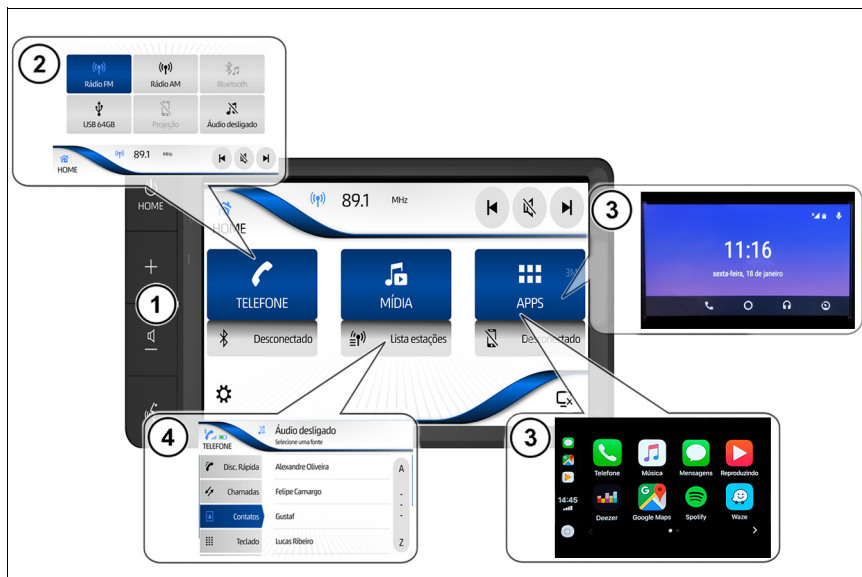 2
Rádio FM
Rádio AM
Bluetooth
USB 64GB
Projeção
Áudio desligado
HOME
89.1 MHz
HOME
1
HOME
89.1 MHz
TELEFONE
MÍDIA
APPS
Desconectado
Lista estações
Desconectado
3
11:16
sexta-feira, 18 de janeiro
4
TELEFONE
Áudio desligado
Selecione uma fonte
Disc. Rápida
Alexandre Oliveira
A
Chamadas
Felipe Camargo
Contatos
Gustaf
Teclado
Lucas Ribeiro
Z
3
14:45
Telefone
Música
Mensagens
Reproduzindo
Deezer
Google Maps
Spotify
Waze